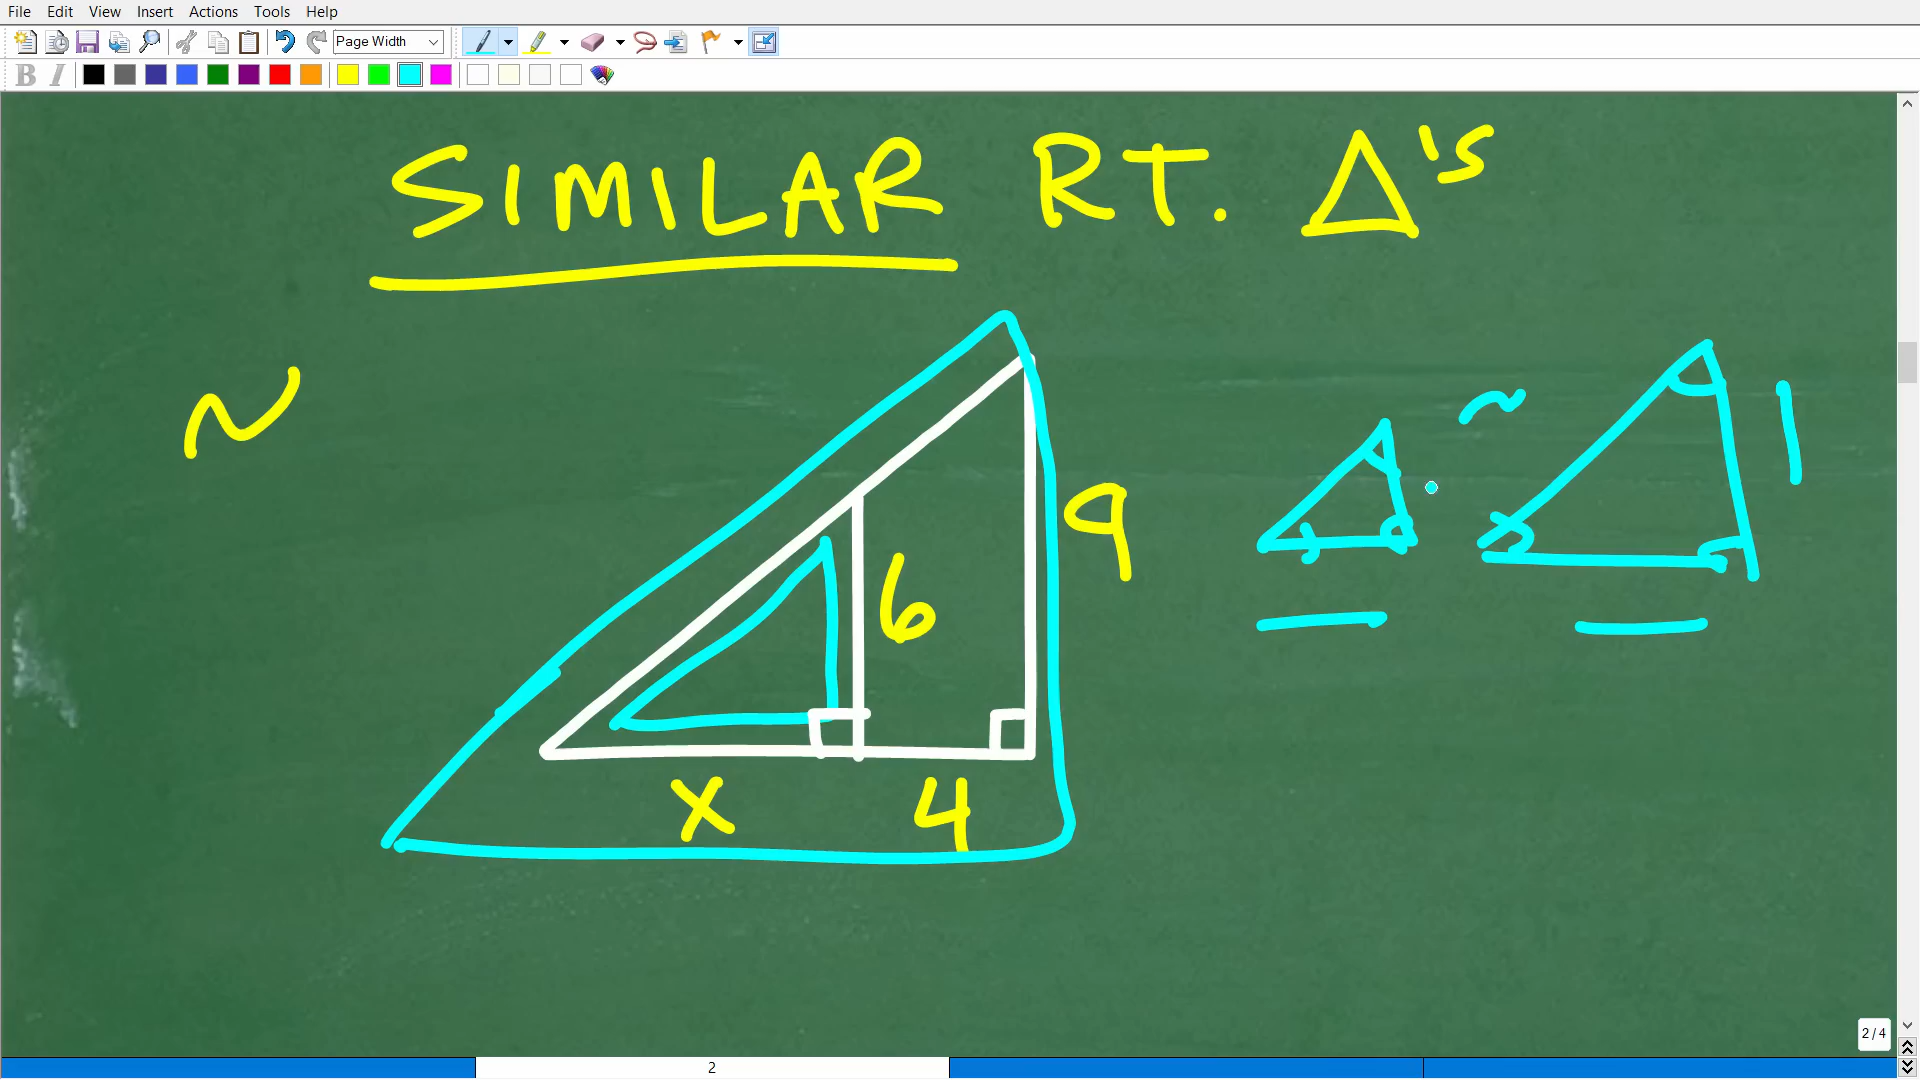 File Edit View Insert Actions Tools Help
Page Width
B I
SIMILAR RT. Δ's
~
~
9
6
x 4
2 / 4
2